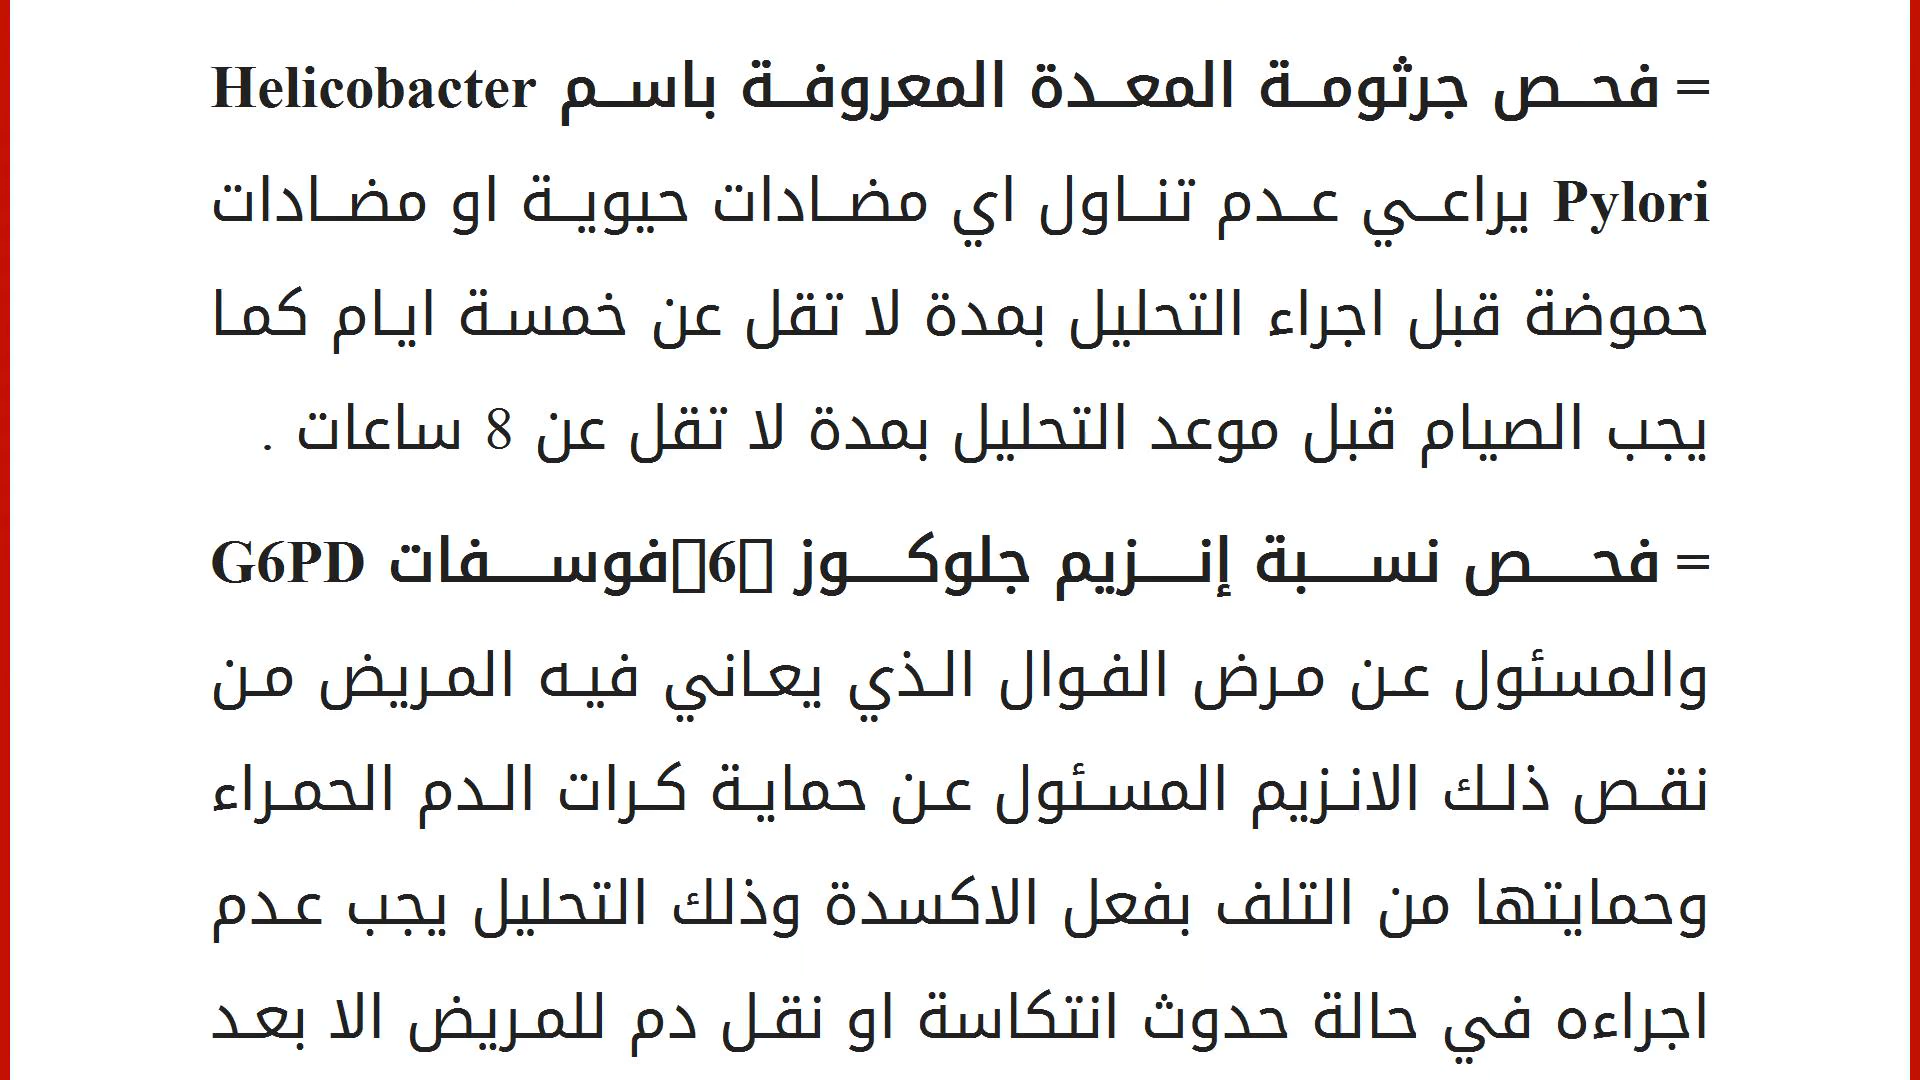 = فحص جرثومة المعدة المعروفة باسم Helicobacter
Pylori يراعي عدم تناول اي مضادات حيوية او مضادات
حموضة قبل اجراء التحليل بمدة لا تقل عن خمسة ايام كما
يجب الصيام قبل موعد التحليل بمدة لا تقل عن 8 ساعات .
= فحص نسبة إنزيم جلوكوز 6 فوسفات G6PD
والمسئول عن مرض الفوال الذي يعاني فيه المريض من
نقص ذلك الانزيم المسئول عن حماية كرات الدم الحمراء
وحمايتها من التلف بفعل الاكسدة وذلك التحليل يجب عدم
اجراءه في حالة حدوث انتكاسة او نقل دم للمريض الا بعد